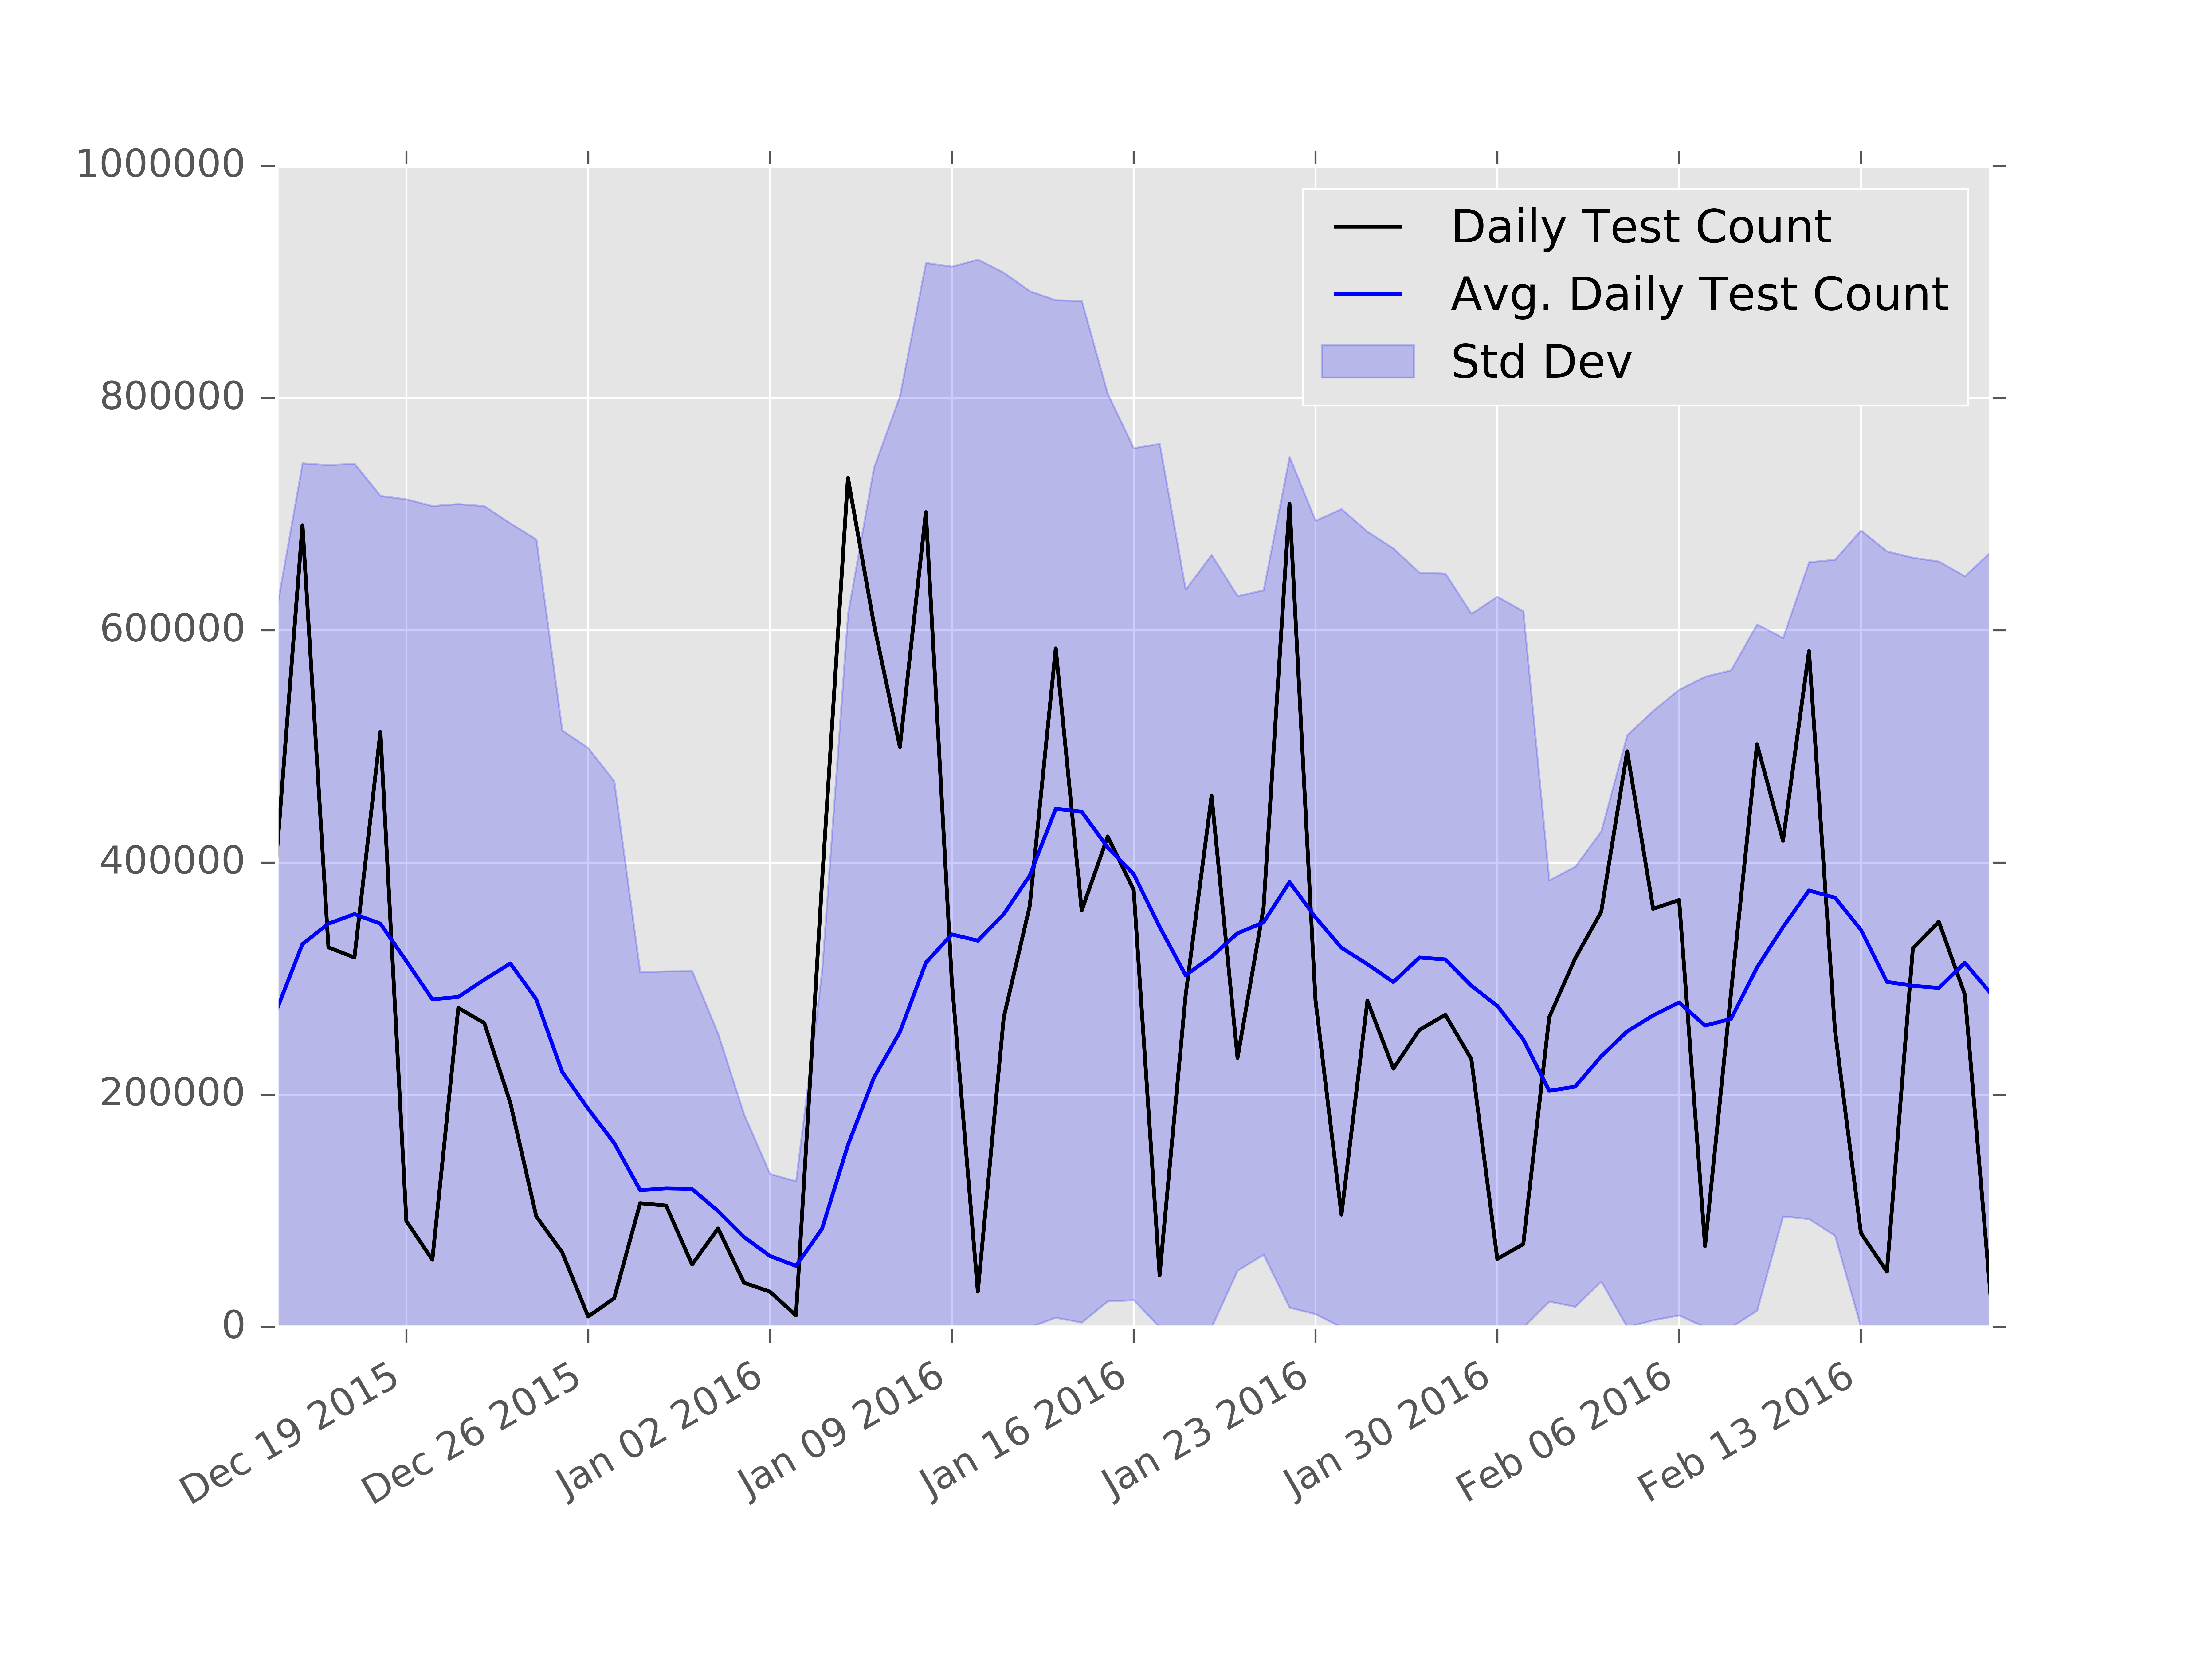 1000000
800000
600000
400000
200000
0
Daily Test Count
Avg. Daily Test Count
Std Dev
Dec 19 2015
Dec 26 2015
Jan 02 2016
Jan 09 2016
Jan 16 2016
Jan 23 2016
Jan 30 2016
Feb 06 2016
Feb 13 2016